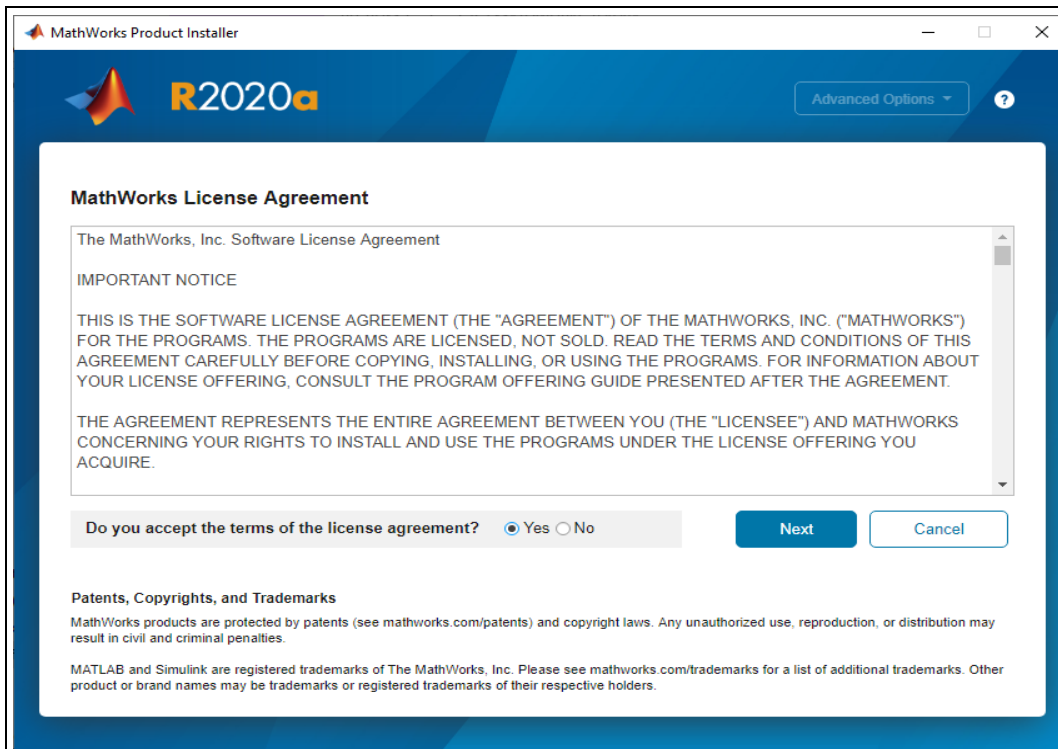 MathWorks Product Installer
R2020a
Advanced Options
?
MathWorks License Agreement
The MathWorks, Inc. Software License Agreement
IMPORTANT NOTICE
THIS IS THE SOFTWARE LICENSE AGREEMENT (THE "AGREEMENT") OF THE MATHWORKS, INC. ("MATHWORKS")
FOR THE PROGRAMS. THE PROGRAMS ARE LICENSED, NOT SOLD. READ THE TERMS AND CONDITIONS OF THIS
AGREEMENT CAREFULLY BEFORE COPYING, INSTALLING, OR USING THE PROGRAMS. FOR INFORMATION ABOUT
YOUR LICENSE OFFERING, CONSULT THE PROGRAM OFFERING GUIDE PRESENTED AFTER THE AGREEMENT.
THE AGREEMENT REPRESENTS THE ENTIRE AGREEMENT BETWEEN YOU (THE "LICENSEE") AND MATHWORKS
CONCERNING YOUR RIGHTS TO INSTALL AND USE THE PROGRAMS UNDER THE LICENSE OFFERING YOU
ACQUIRE.
Do you accept the terms of the license agreement? Yes No
Next
Cancel
Patents, Copyrights, and Trademarks
MathWorks products are protected by patents (see mathworks.com/patents) and copyright laws. Any unauthorized use, reproduction, or distribution may
result in civil and criminal penalties.
MATLAB and Simulink are registered trademarks of The MathWorks, Inc. Please see mathworks.com/trademarks for a list of additional trademarks. Other
product or brand names may be trademarks or registered trademarks of their respective holders.